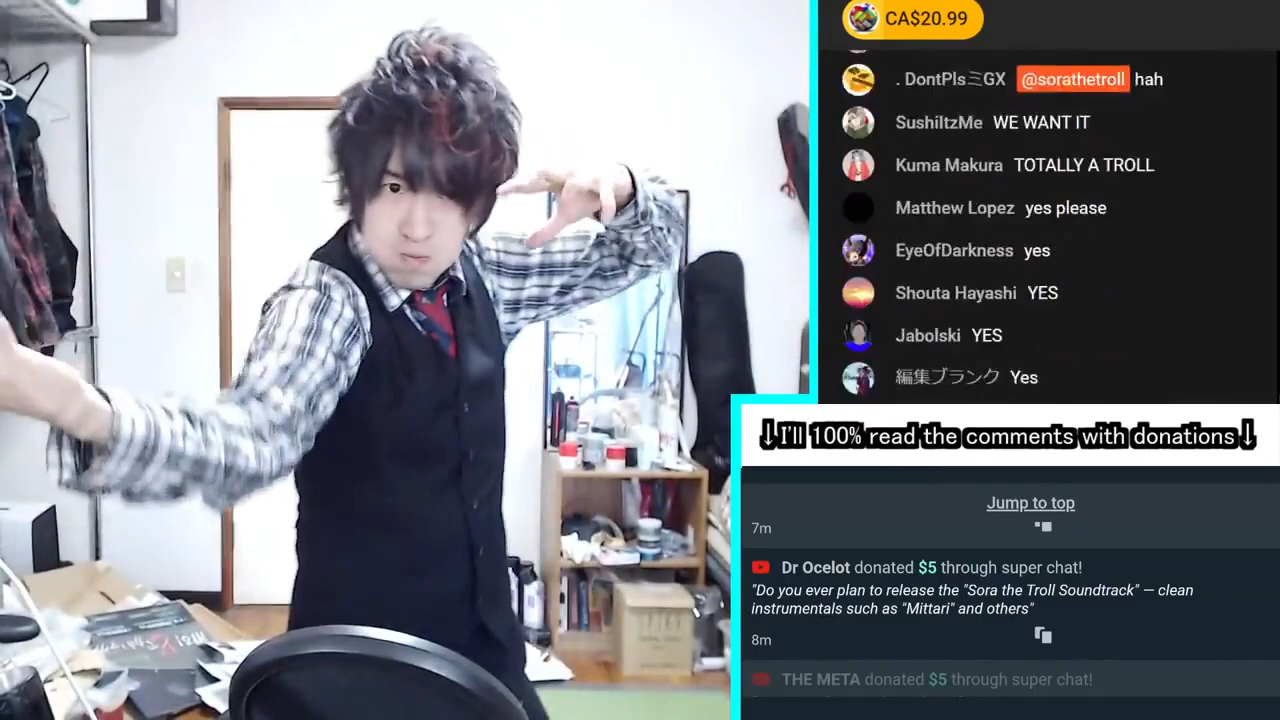 CA$20.99
. DontPlsミGX @sorathetroll hah
SushiItzMe WE WANT IT
Kuma Makura TOTALLY A TROLL
Matthew Lopez yes please
EyeOfDarkness yes
Shouta Hayashi YES
Jabolski YES
編集ブランク Yes
↓I'll 100% read the comments with donations↓
Jump to top
7m
Dr Ocelot donated $5 through super chat!
"Do you ever plan to release the "Sora the Troll Soundtrack" — clean
instrumentals such as "Mittari" and others"
8m
THE META donated $5 through super chat!